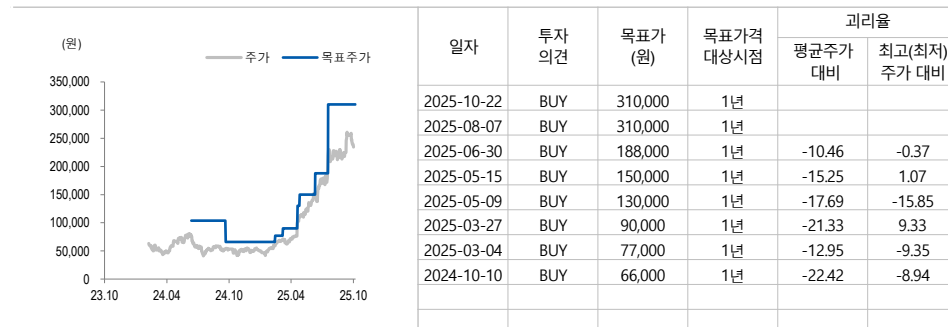 (원)
주가 목표주가
350,000
300,000
250,000
200,000
150,000
100,000
50,000
0
23.10 24.04 24.10 25.04 25.10
일자 투자의견 목표가(원) 목표가격대상시점 괴리율
평균주가대비 최고(최저)주가 대비
2025-10-22 BUY 310,000 1년
2025-08-07 BUY 310,000 1년
2025-06-30 BUY 188,000 1년 -10.46 -0.37
2025-05-15 BUY 150,000 1년 -15.25 1.07
2025-05-09 BUY 130,000 1년 -17.69 -15.85
2025-03-27 BUY 90,000 1년 -21.33 9.33
2025-03-04 BUY 77,000 1년 -12.95 -9.35
2024-10-10 BUY 66,000 1년 -22.42 -8.94